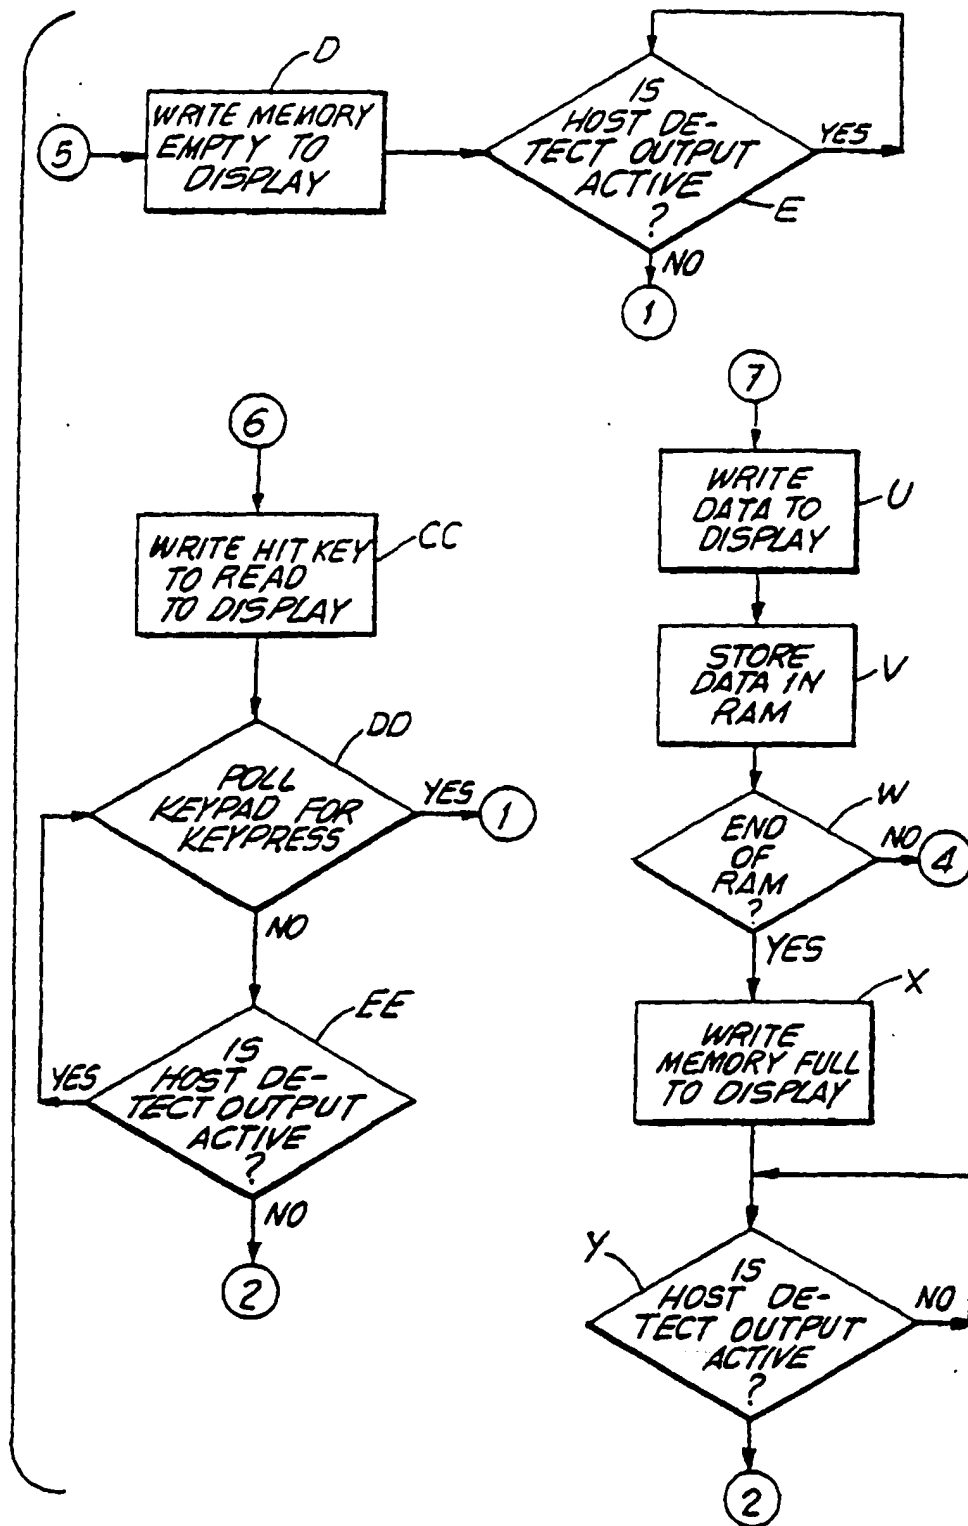 D
5
WRITE MEMORY
EMPTY TO
DISPLAY
IS
HOST DE-
TECT OUTPUT
ACTIVE
?
YES
E
NO
1
6
WRITE HIT KEY
TO READ
TO DISPLAY
CC
DD
POLL
KEYPAD FOR
KEYPRESS
YES
1
NO
EE
IS
HOST DE-
TECT OUTPUT
ACTIVE
?
YES
NO
2
7
WRITE
DATA TO
DISPLAY
U
STORE
DATA IN
RAM
V
W
END
OF
RAM
?
NO
4
YES
X
WRITE
MEMORY FULL
TO DISPLAY
Y
IS
HOST DE-
TECT OUTPUT
ACTIVE
?
NO
2